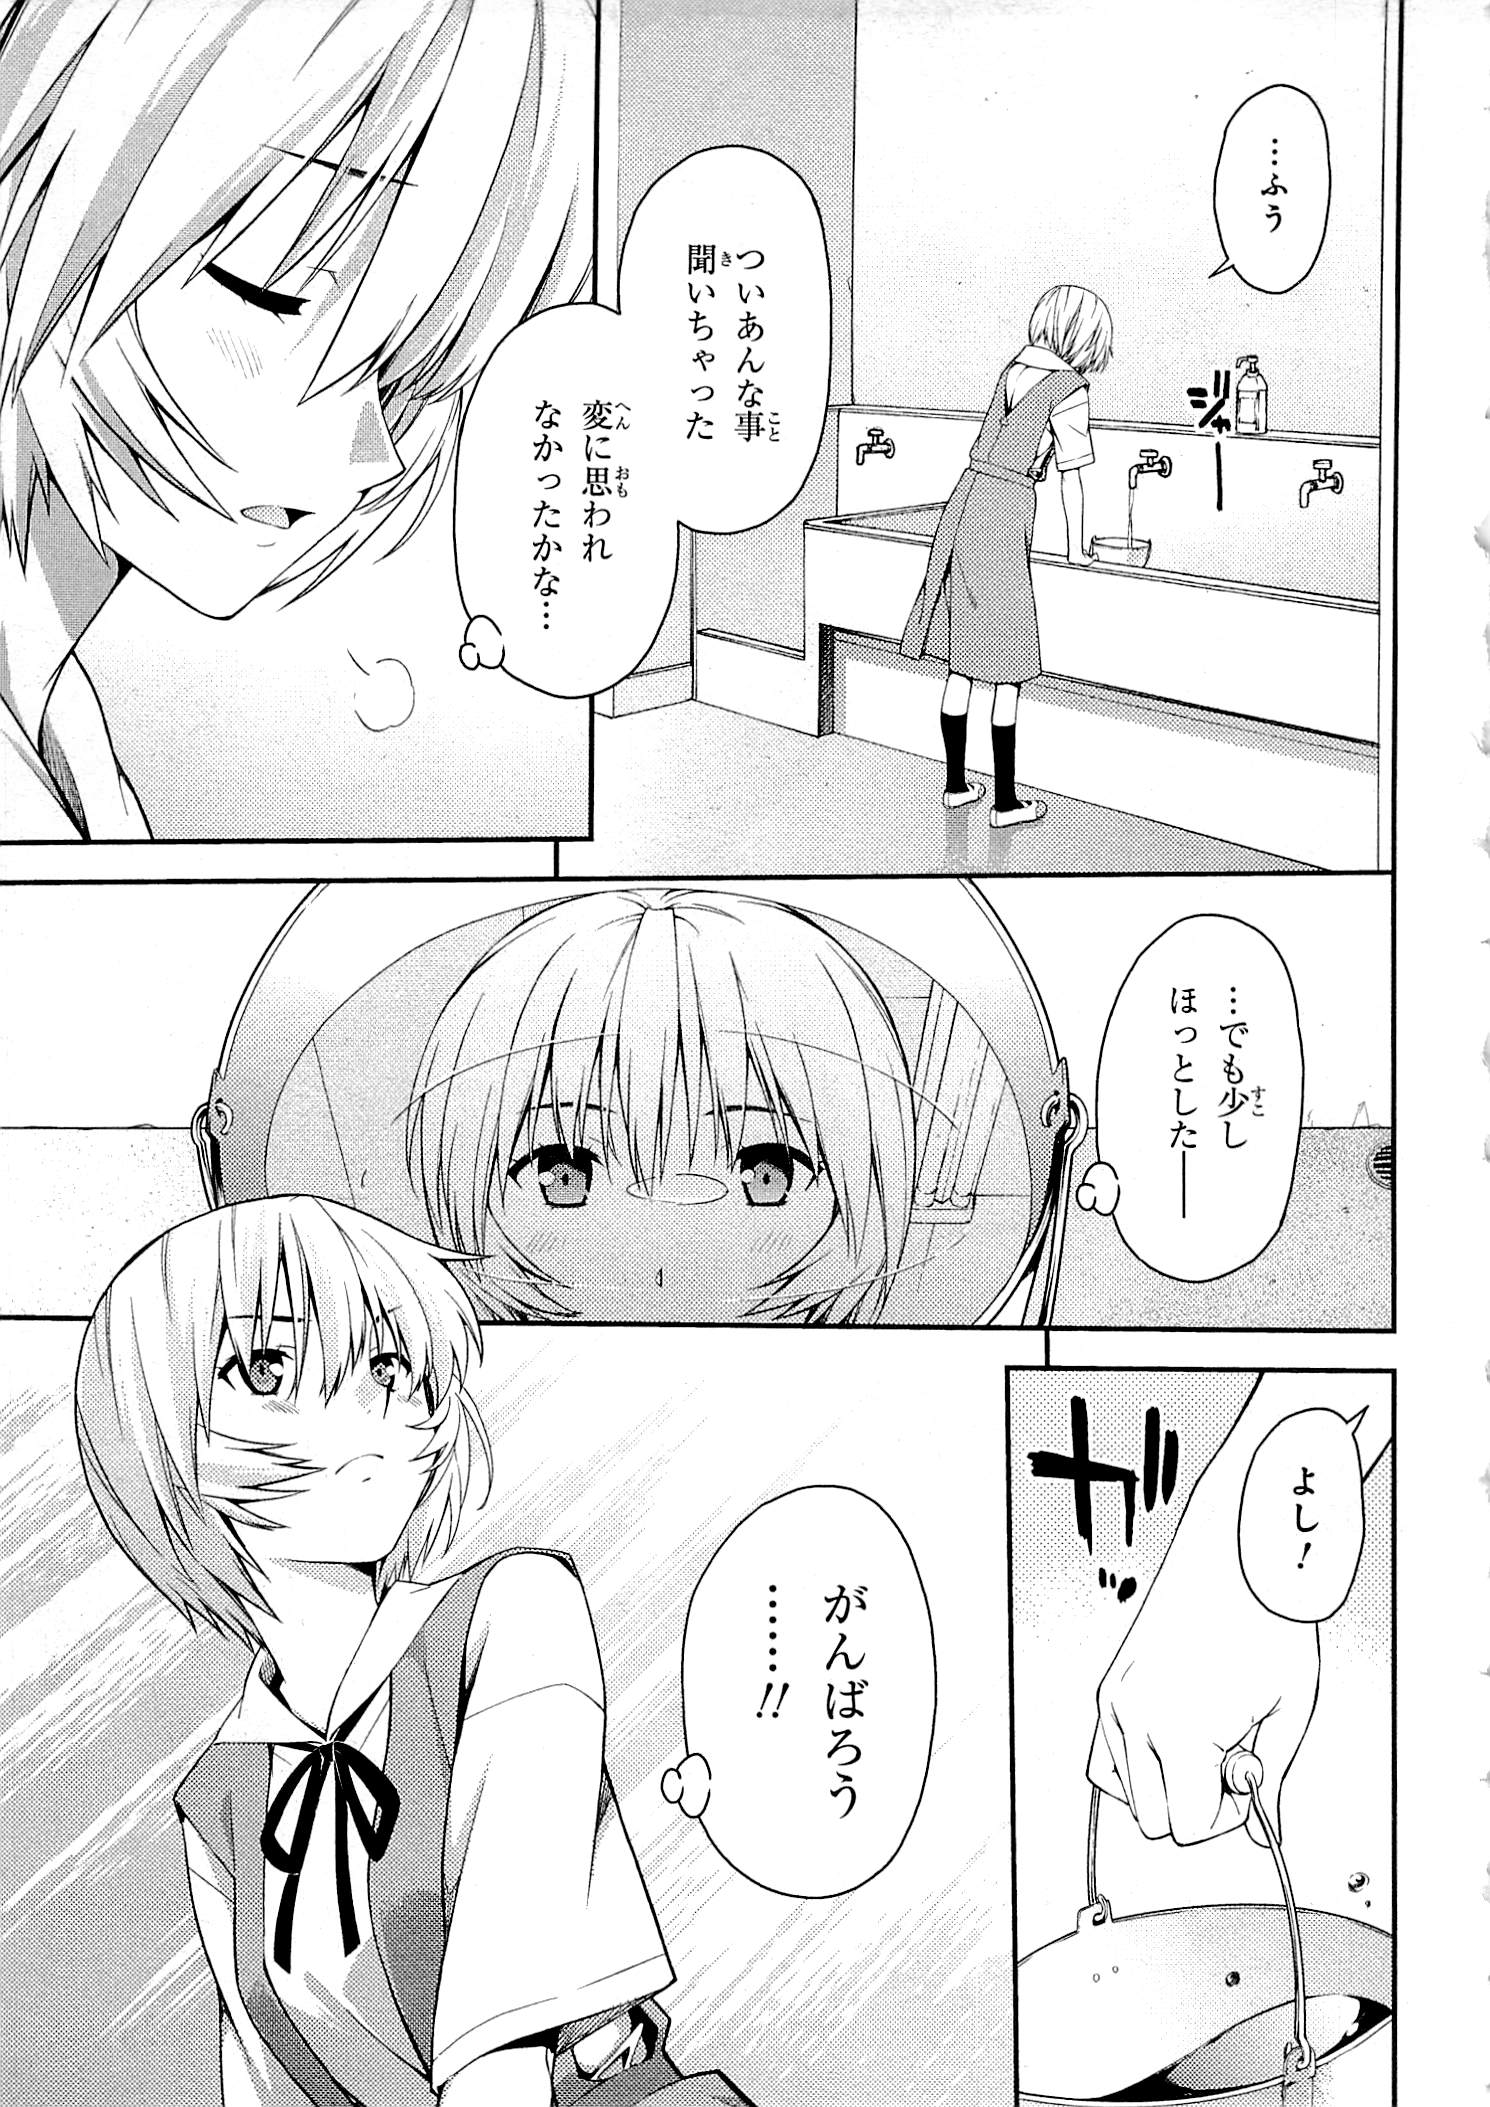 …ふう
ジャー
ついあんな事
聞いちゃった
変に思われ
なかったかな…
…でも少し
ほっとした――
よし！
ガッ
がんばろう
……!!